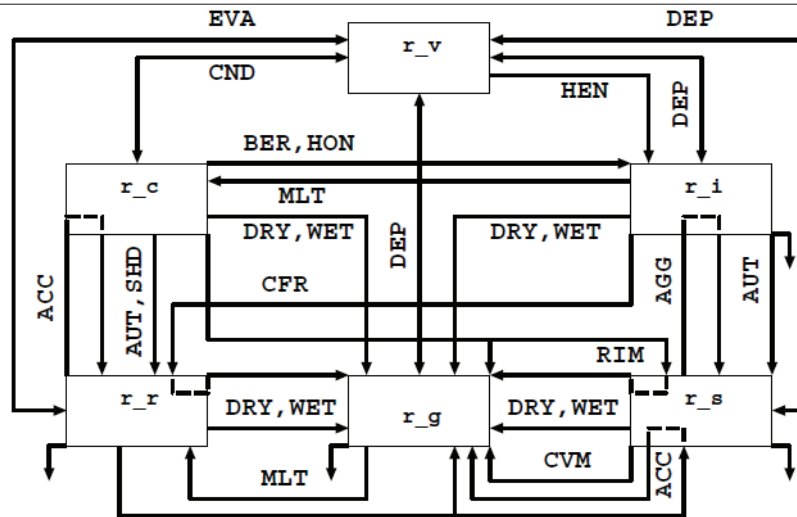 EVA
DEP
r_v
CND
HEN
DEP
BER,HON
r_c
r_i
MLT
DRY,WET
DRY,WET
DEP
ACC
AUT,SHD
CFR
AGG
AUT
RIM
r_r
r_g
r_s
DRY,WET
DRY,WET
CVM
ACC
MLT